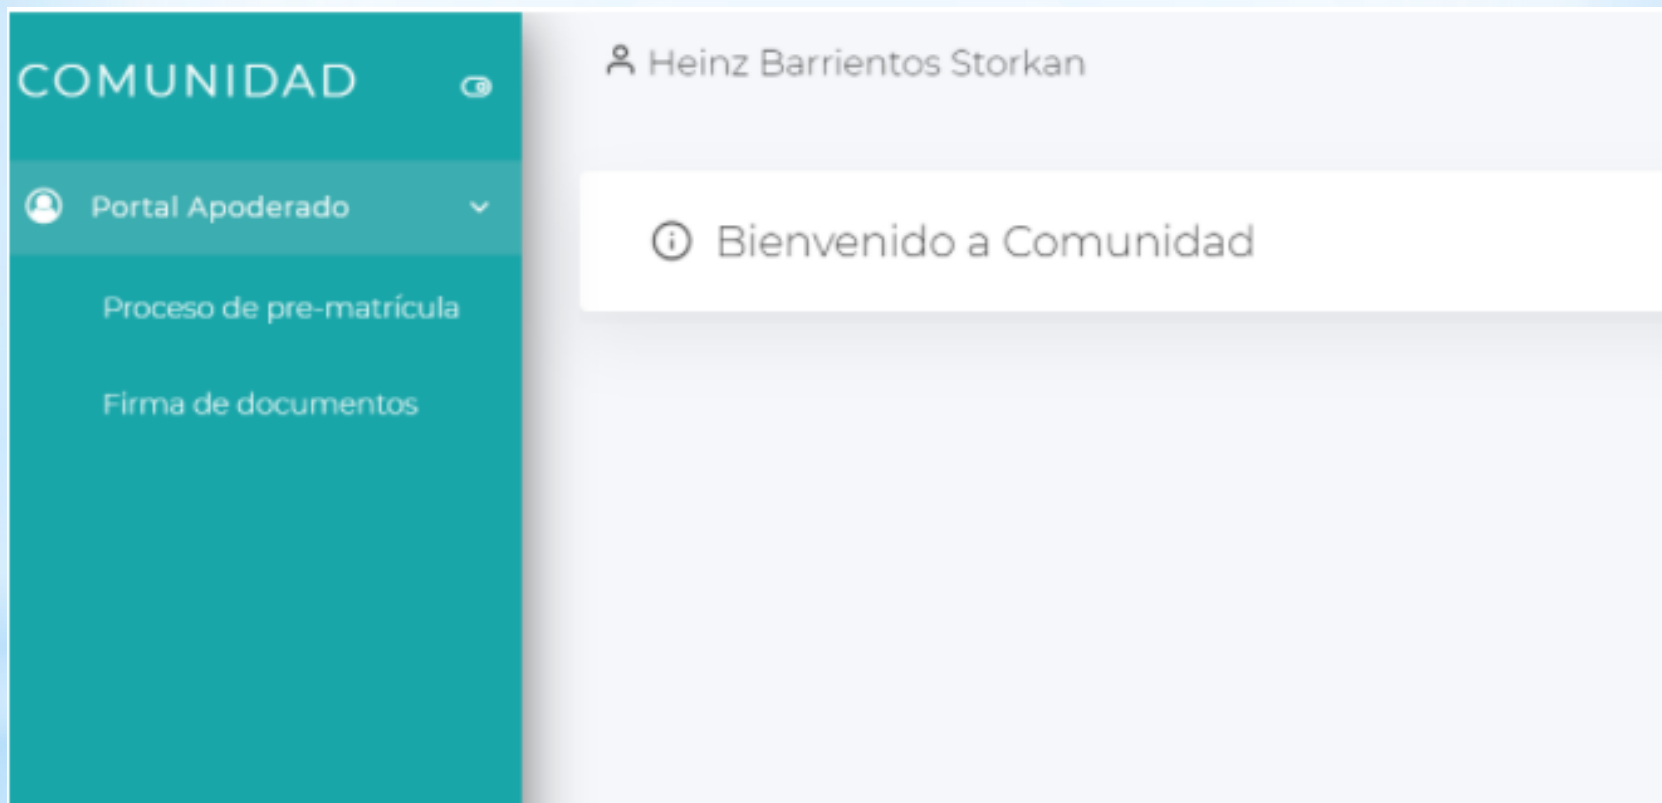 COMUNIDAD
Portal Apoderado
Proceso de pre-matrícula
Firma de documentos
Heinz Barrientos Storkan
Bienvenido a Comunidad